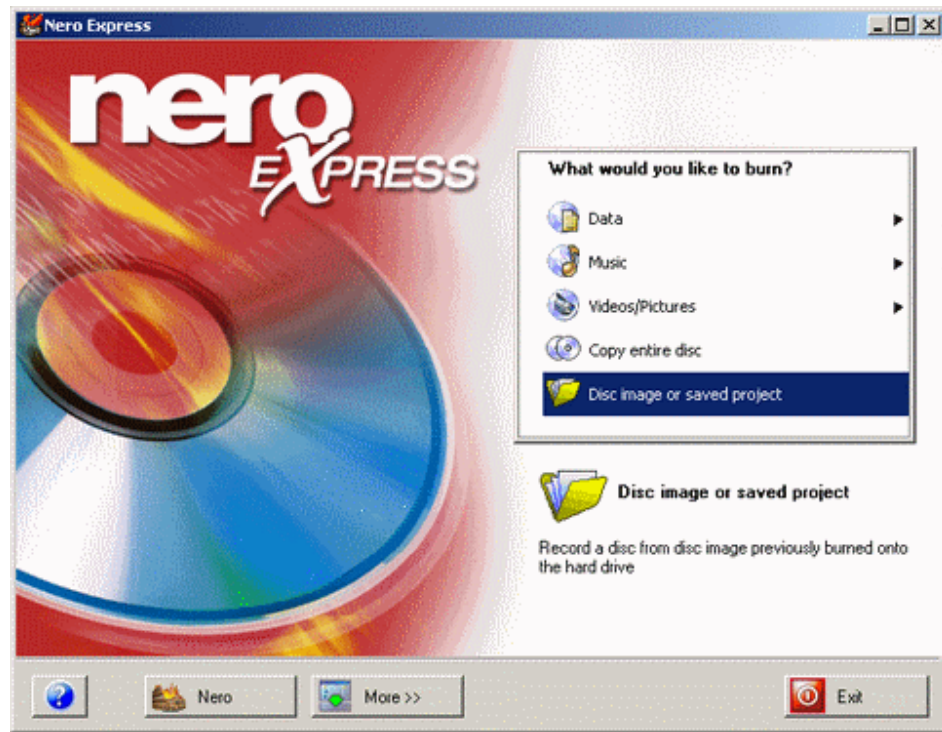 Nero Express
nero
EXPRESS
What would you like to burn?
Data
Music
Videos/Pictures
Copy entire disc
Disc image or saved project
Disc image or saved project
Record a disc from disc image previously burned onto
the hard drive
?
Nero
More >>
Exit